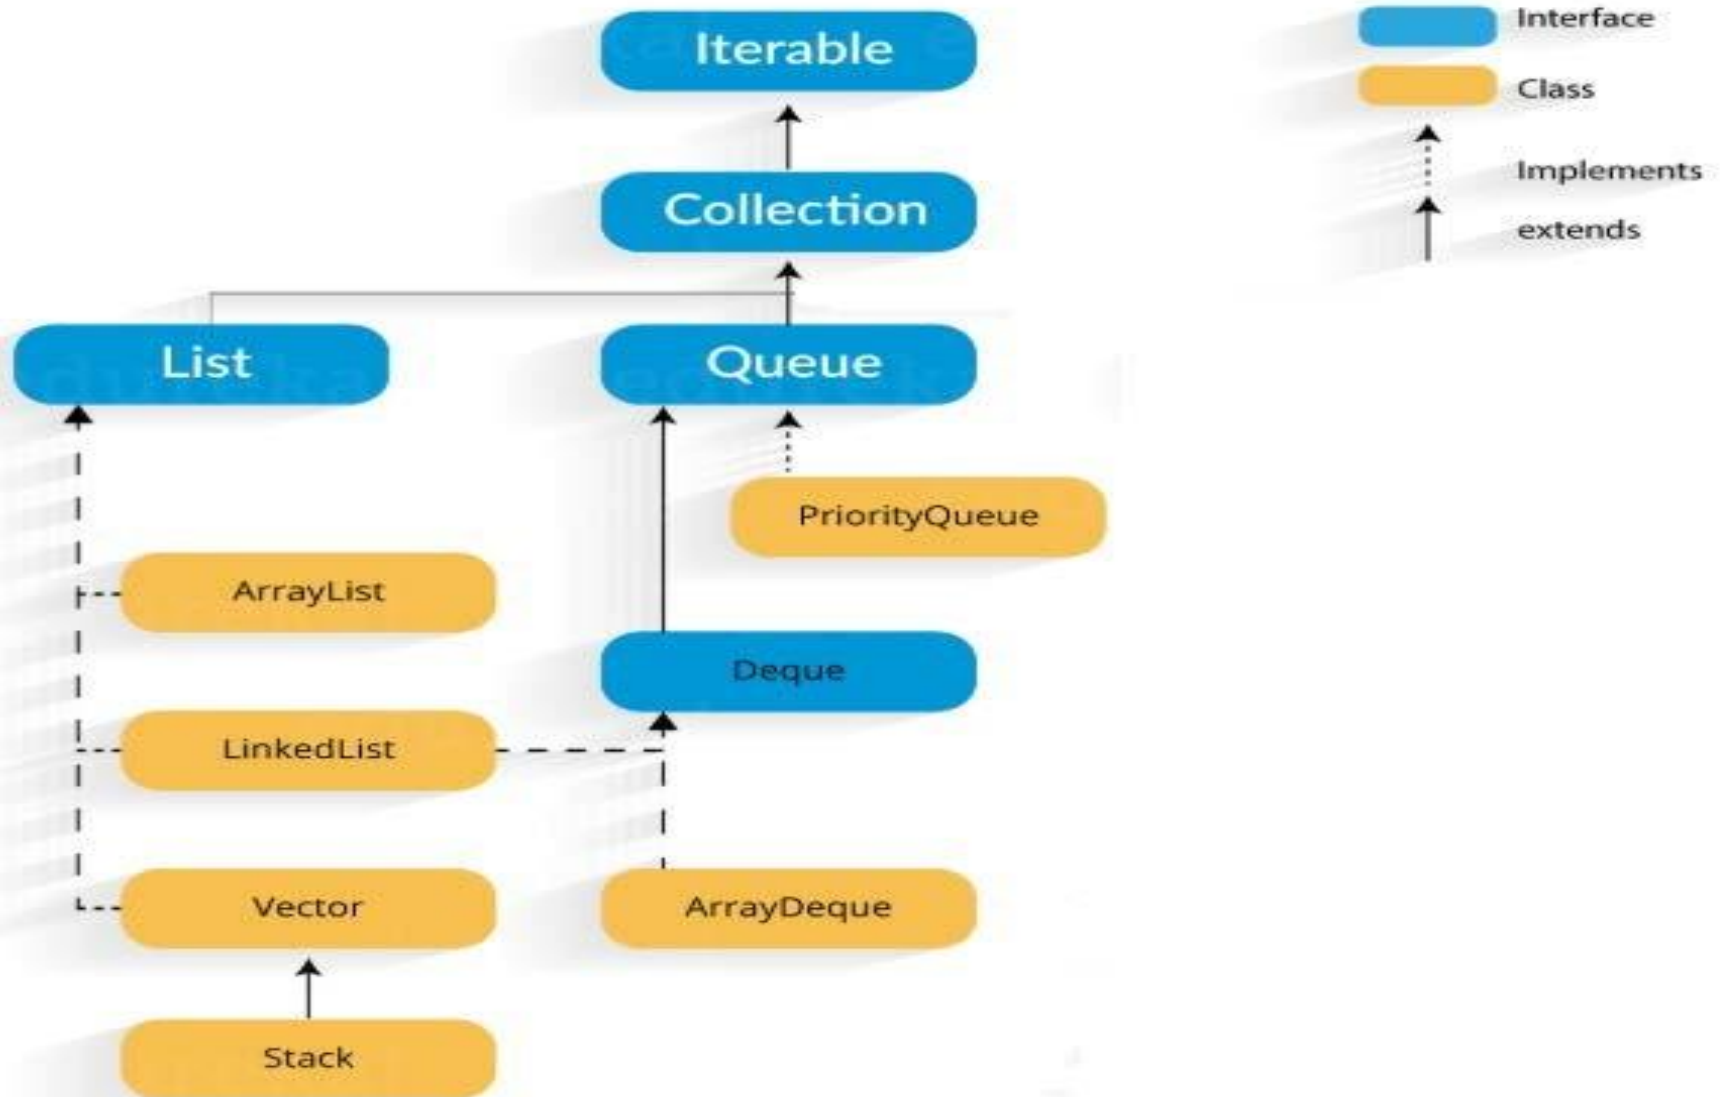 Iterable
Interface
Class
Collection
Implements
extends
List
Queue
PriorityQueue
ArrayList
Deque
LinkedList
Vector
ArrayDeque
Stack